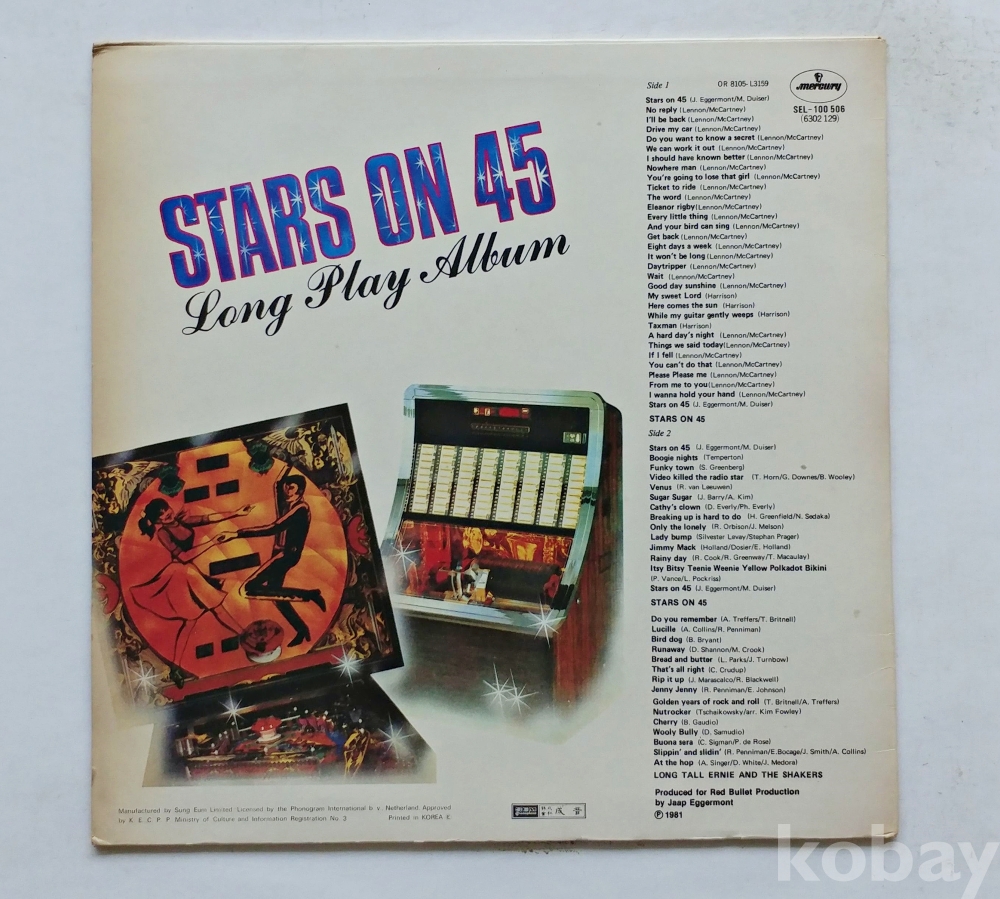 STARS ON 45
Long Play Album
Side 1
OR 8105-L3159
mercury
SEL-100 506
(6302 129)
Stars on 45 (J. Eggermont/M. Duiser)
No reply (Lennon/McCartney)
I'll be back (Lennon/McCartney)
Drive my car (Lennon/McCartney)
Do you want to know a secret (Lennon/McCartney)
We can work it out (Lennon/McCartney)
I should have known better (Lennon/McCartney)
Nowhere man (Lennon/McCartney)
You're going to lose that girl (Lennon/McCartney)
Ticket to ride (Lennon/McCartney)
The word (Lennon/McCartney)
Eleanor rigby (Lennon/McCartney)
Every little thing (Lennon/McCartney)
And your bird can sing (Lennon/McCartney)
Get back (Lennon/McCartney)
Eight days a week (Lennon/McCartney)
It won't be long (Lennon/McCartney)
Daytripper (Lennon/McCartney)
Wait (Lennon/McCartney)
Good day sunshine (Lennon/McCartney)
My sweet Lord (Harrison)
Here comes the sun (Harrison)
While my guitar gently weeps (Harrison)
Taxman (Harrison)
A hard day's night (Lennon/McCartney)
Things we said today (Lennon/McCartney)
If I fell (Lennon/McCartney)
You can't do that (Lennon/McCartney)
Please Please me (Lennon/McCartney)
From me to you (Lennon/McCartney)
I wanna hold your hand (Lennon/McCartney)
Stars on 45 (J. Eggermont/M. Duiser)
STARS ON 45
Side 2
Stars on 45 (J. Eggermont/M. Duiser)
Boogie nights (Temperton)
Funky town (S. Greenberg)
Video killed the radio star (T. Horn/G. Downes/B. Wooley)
Venus (R. van Leeuwen)
Sugar Sugar (J. Barry/A. Kim)
Cathy's clown (D. Everly/Ph. Everly)
Breaking up is hard to do (H. Greenfield/N. Sedaka)
Only the lonely (R. Orbison/J. Melson)
Lady bump (Silvester Levay/Stephan Prager)
Jimmy Mack (Holland/Dosier/E. Holland)
Rainy day (R. Cook/R. Greenway/T. Macaulay)
Itsy Bitsy Teenie Weenie Yellow Polkadot Bikini
(P. Vance/L. Pockriss)
Stars on 45 (J. Eggermont/M. Duiser)
STARS ON 45
Do you remember (A. Treffers/T. Britnell)
Lucille (A. Collins/R. Penniman)
Bird dog (B. Bryant)
Runaway (D. Shannon/M. Crook)
Bread and butter (L. Parks/J. Turnbow)
That's all right (C. Crudup)
Rip it up (J. Marascalco/R. Blackwell)
Jenny Jenny (R. Penniman/E. Johnson)
Golden years of rock and roll (T. Britnell/A. Treffers)
Nutrocker (Tschaikowsky/arr. Kim Fowley)
Cherry (B. Gaudio)
Wooly Bully (D. Samudio)
Buona sera (C. Sigman/P. de Rose)
Slippin' and slidin' (R. Penniman/E.Bocage/J. Smith/A. Collins)
At the hop (A. Singer/D. White/J. Medora)
LONG TALL ERNIE AND THE SHAKERS
Produced for Red Bullet Production
by Jaap Eggermont
Ⓟ 1981
Manufactured by Sung Eum Limited Licensed by the Phonogram International b. v. Netherland. Approved
by K. E. C. P. P. Ministry of Culture and Information Registration No. 3 Printed in KOREA E.
成音
kobay